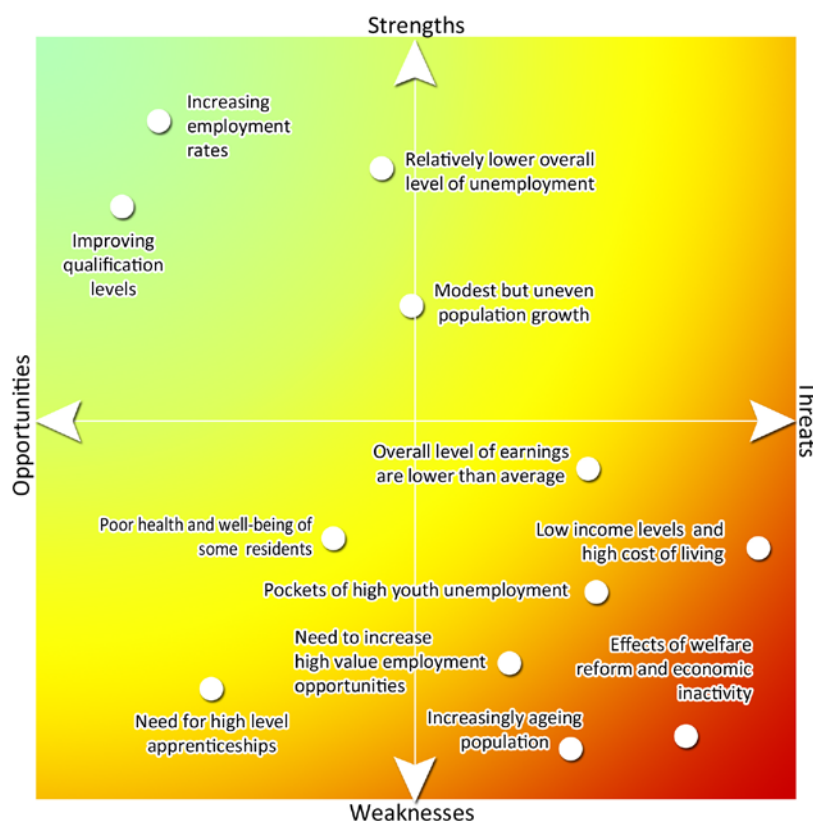 Strengths
Increasing
employment
rates
Relatively lower overall
level of unemployment
Improving
qualification
levels
Modest but uneven
population growth
Opportunities
Threats
Overall level of earnings
are lower than average
Poor health and well-being of
some residents
Low income levels and
high cost of living
Pockets of high youth unemployment
Need to increase
high value employment
opportunities
Effects of welfare
reform and economic
inactivity
Need for high level
apprenticeships
Increasingly ageing
population
Weaknesses